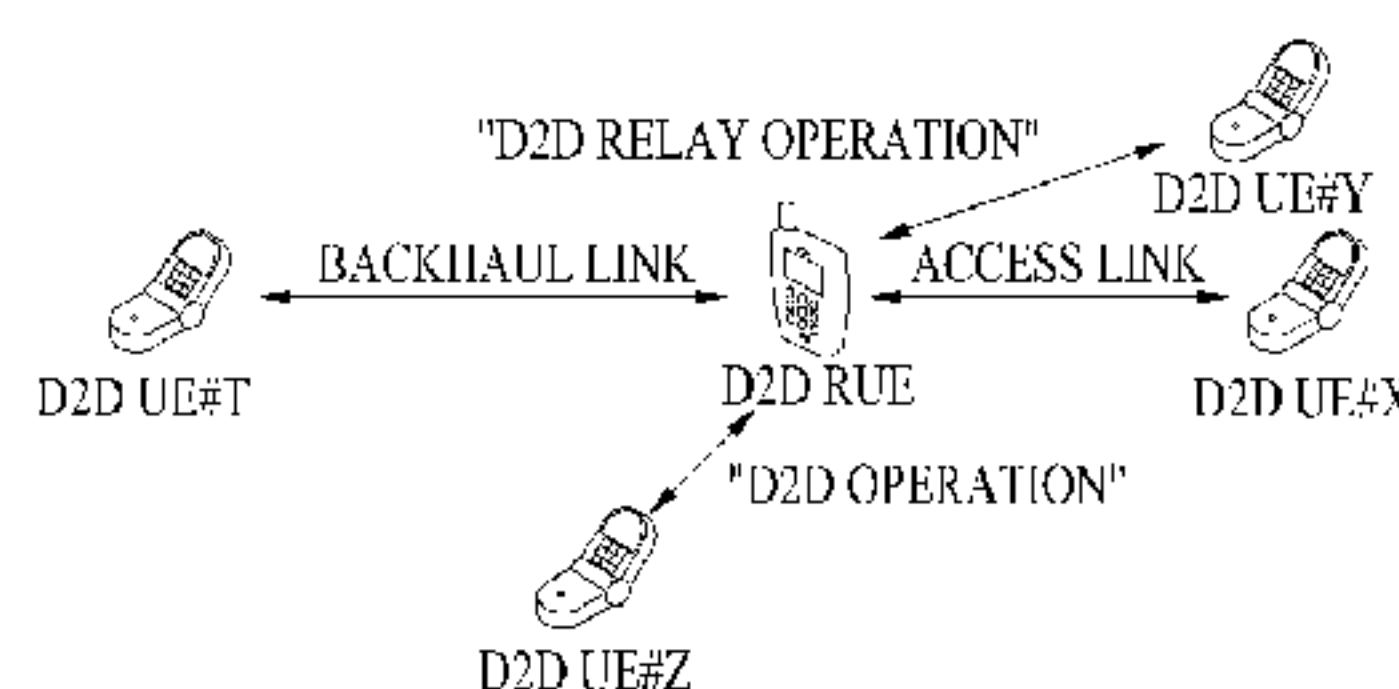 "D2D RELAY OPERATION"
D2D UE#Y
BACKHAUL LINK
ACCESS LINK
D2D UE#T
D2D RUE
D2D UE#X
"D2D OPERATION"
D2D UE#Z